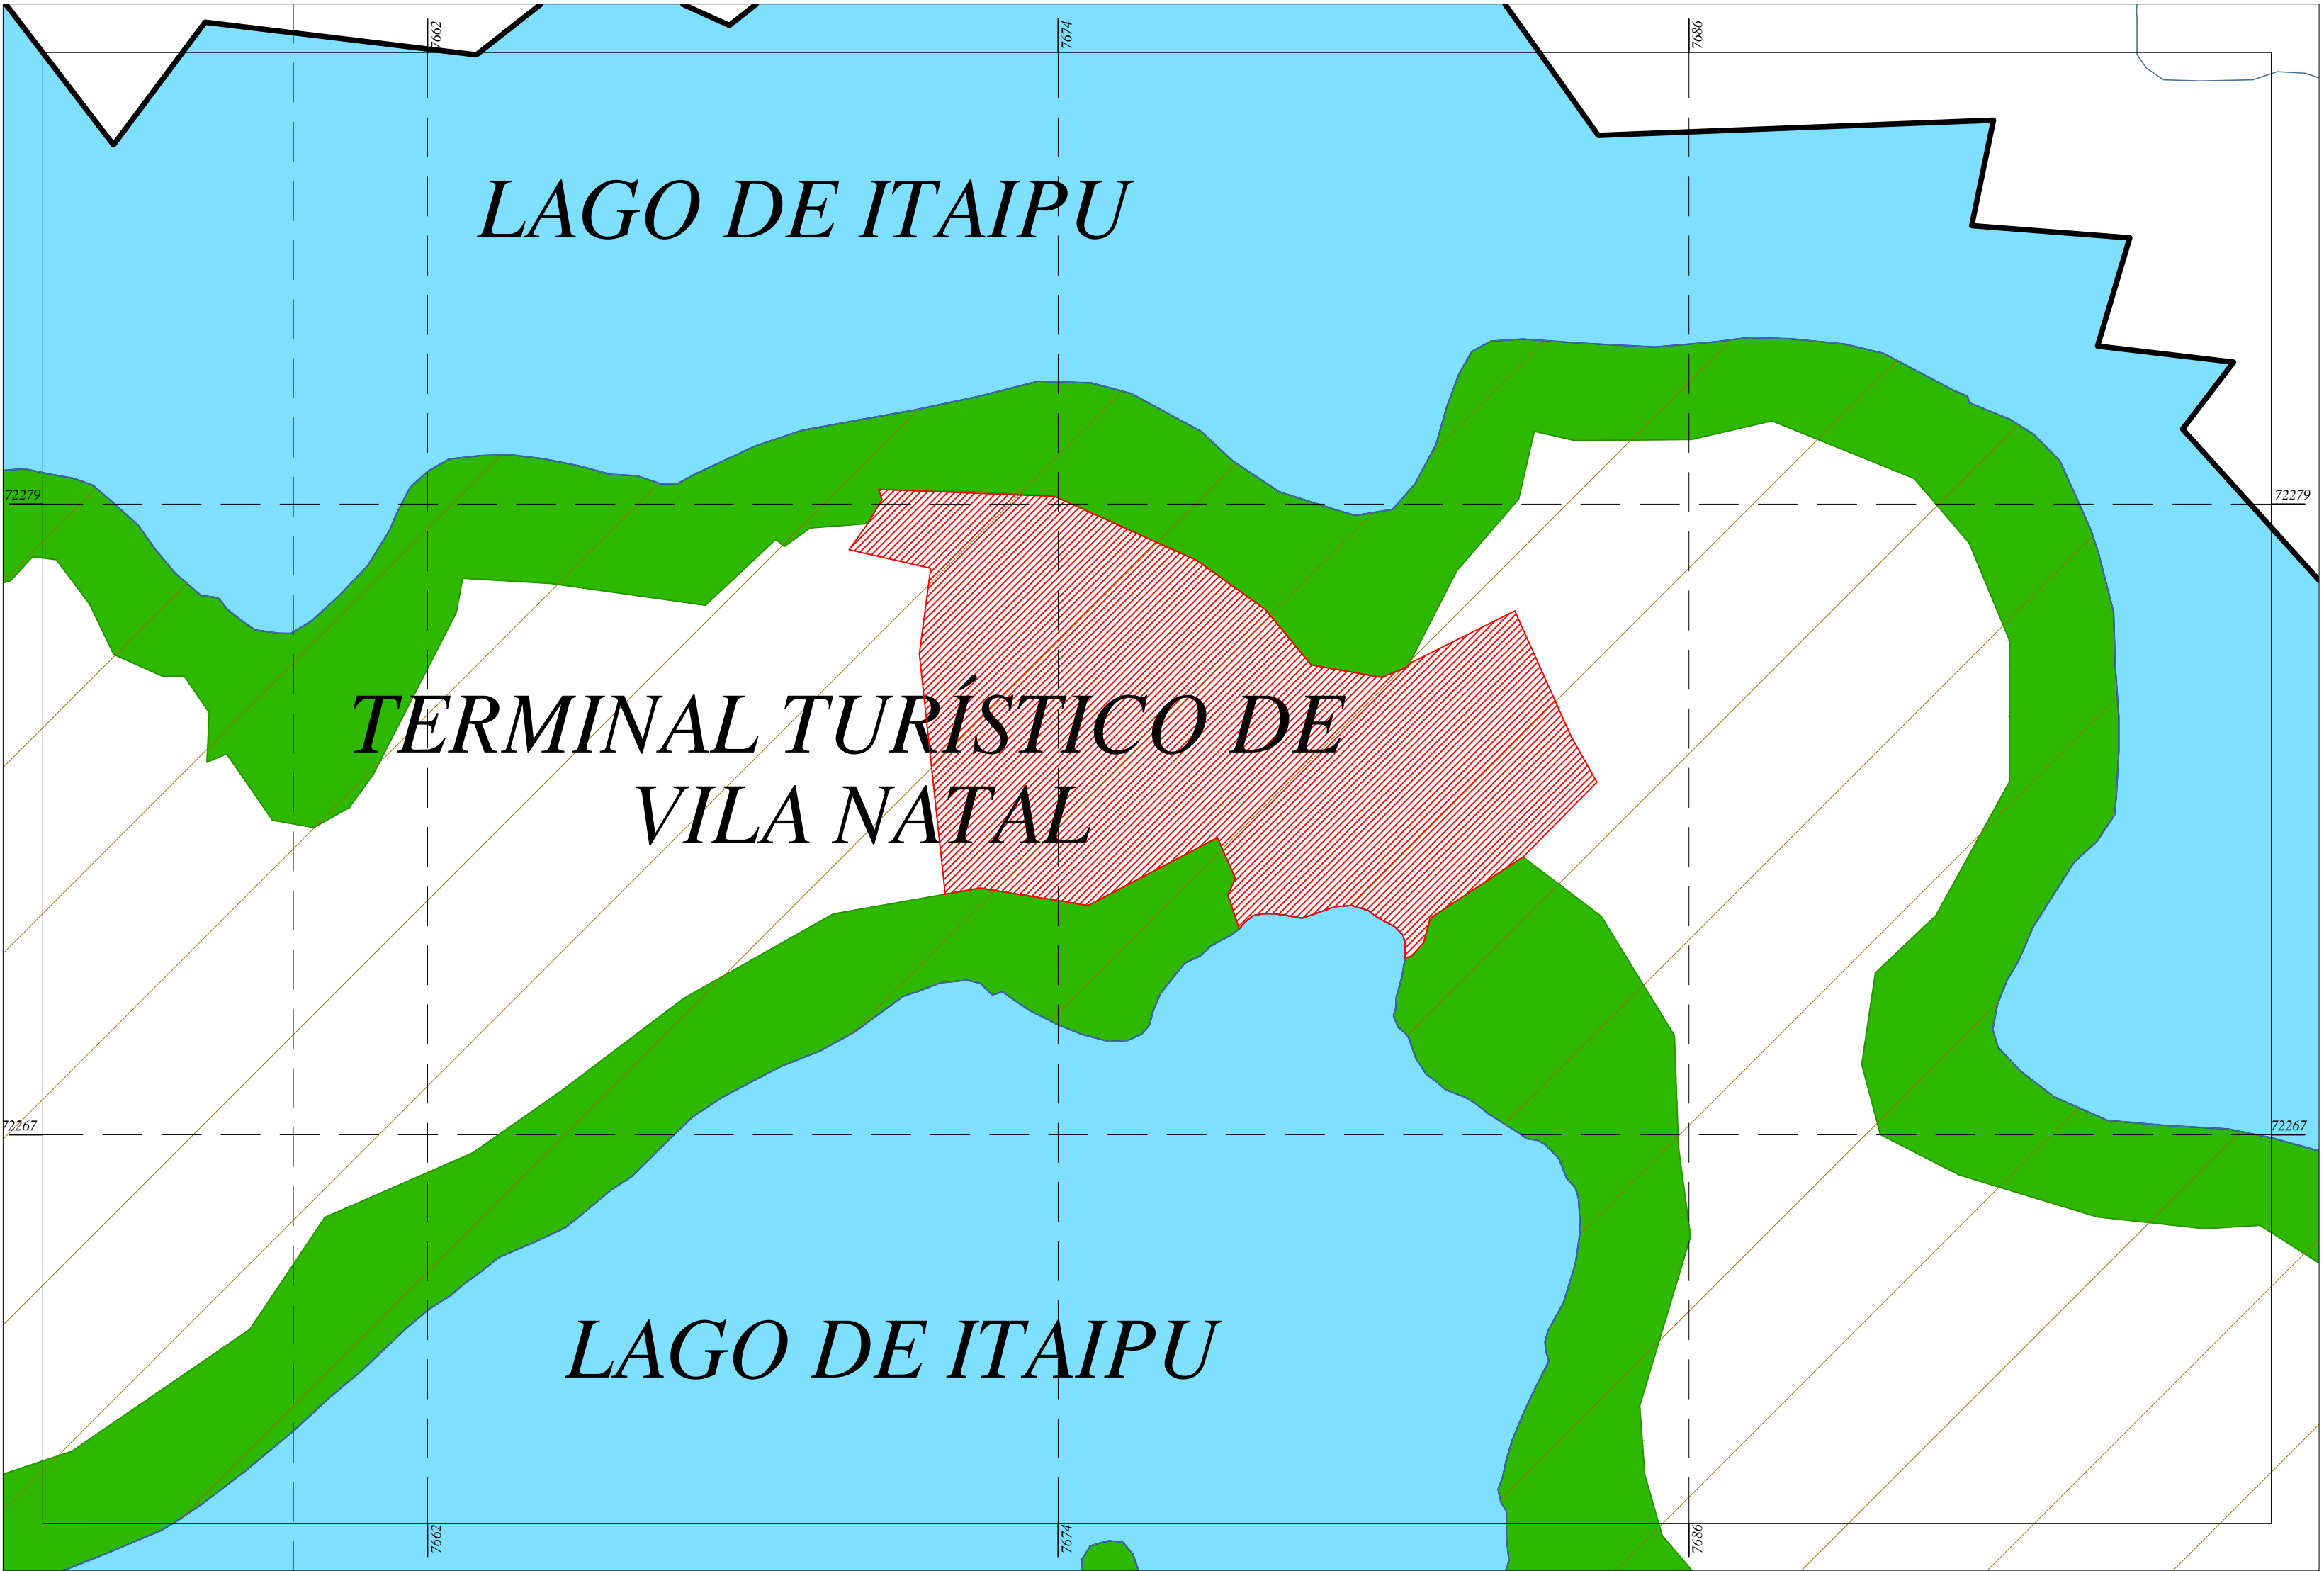 7662
7674
7686
LAGO DE ITAIPU
72279
72279
TERMINAL TURÍSTICO DE
VILA NATAL
72267
72267
LAGO DE ITAIPU
7662
7674
7686